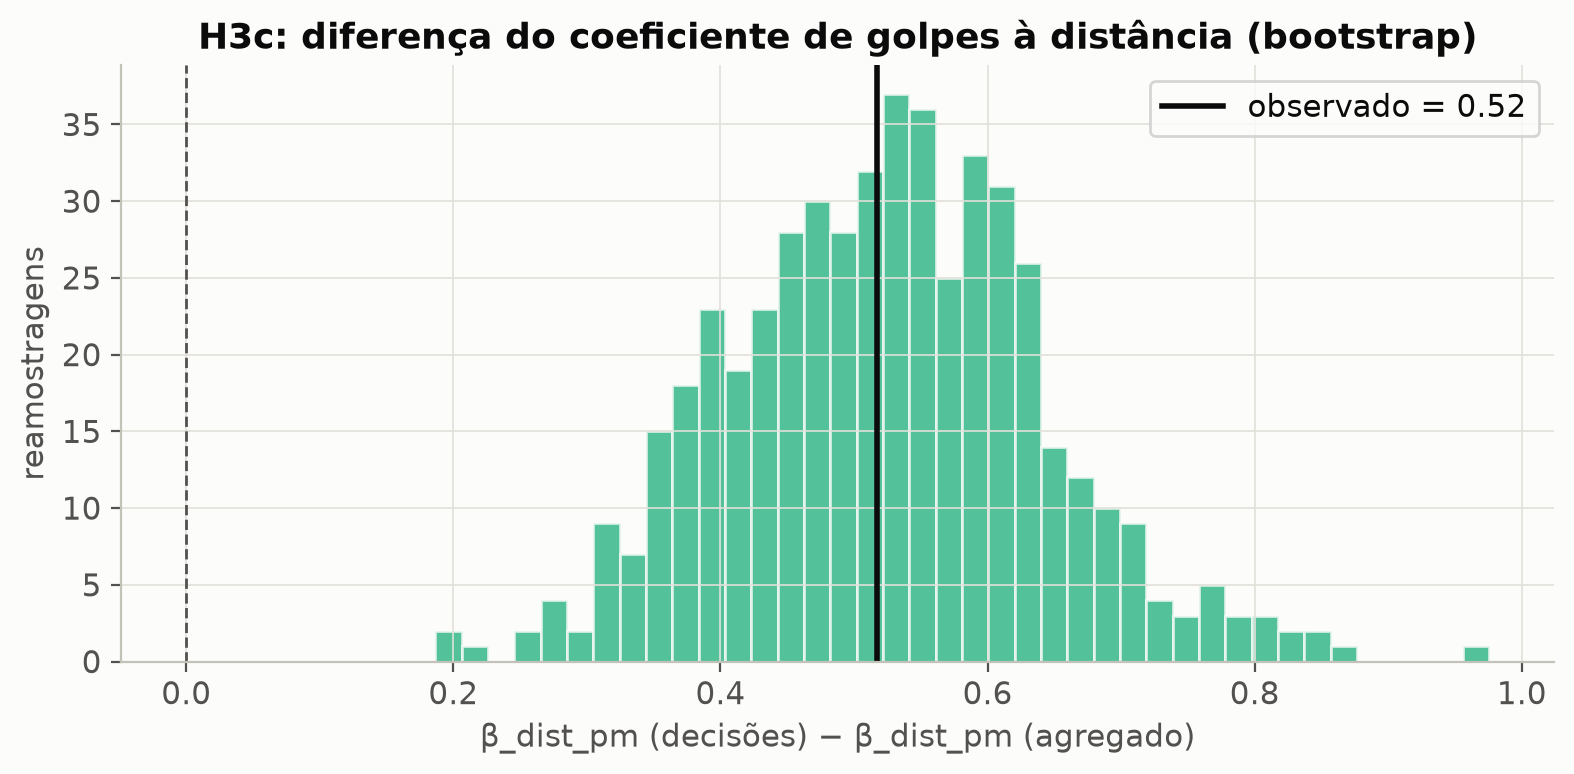 H3c: diferença do coeficiente de golpes à distância (bootstrap)
observado = 0.52
reamostragens
35
30
25
20
15
10
5
0
0.0 0.2 0.4 0.6 0.8 1.0
β_dist_pm (decisões) − β_dist_pm (agregado)